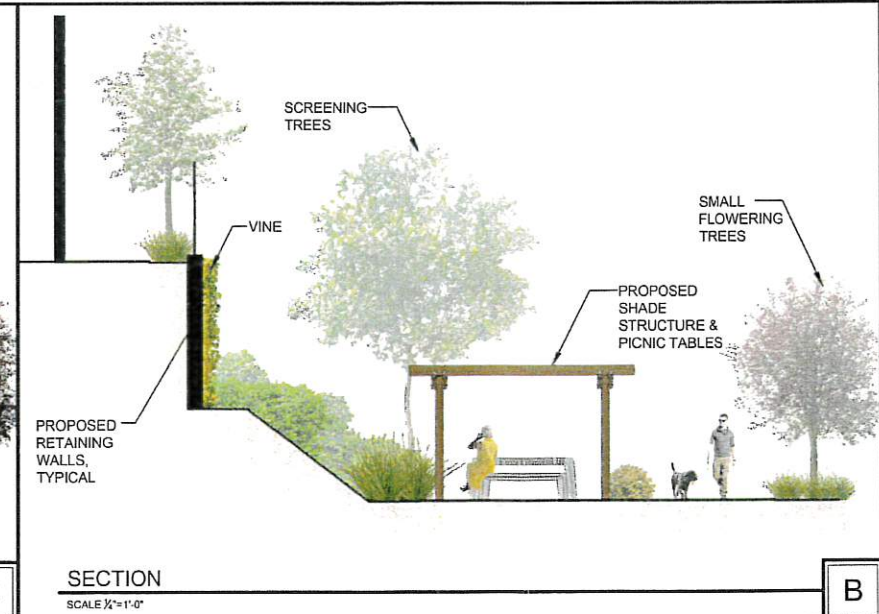 SCREENING
TREES
SMALL
FLOWERING
TREES
VINE
PROPOSED
SHADE
STRUCTURE &
PICNIC TABLES
PROPOSED
RETAINING
WALLS,
TYPICAL
SECTION
SCALE ¼"=1'-0"
B